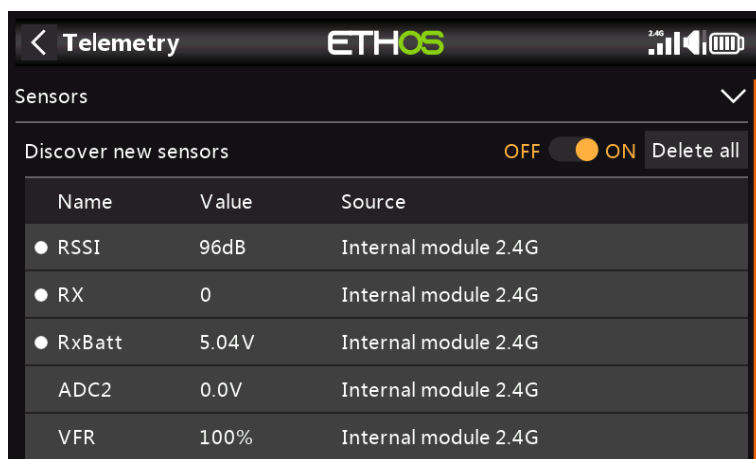 Telemetry ETHOS 2.4G
Sensors
Discover new sensors OFF ON Delete all
Name Value Source
RSSI 96dB Internal module 2.4G
RX 0 Internal module 2.4G
RxBatt 5.04V Internal module 2.4G
ADC2 0.0V Internal module 2.4G
VFR 100% Internal module 2.4G